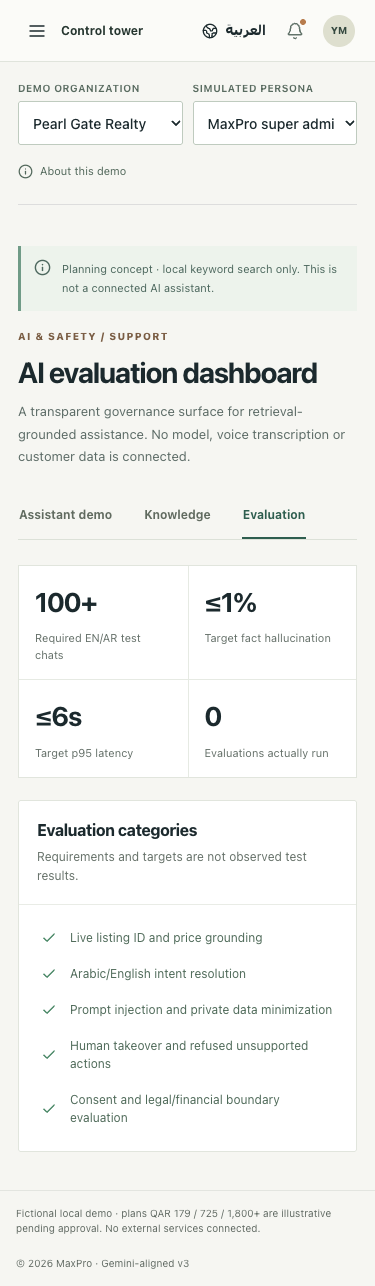 Control tower
العربية
YM
DEMO ORGANIZATION
SIMULATED PERSONA
Pearl Gate Realty
MaxPro super admi
About this demo
Planning concept · local keyword search only. This is
not a connected AI assistant.
AI & SAFETY / SUPPORT
AI evaluation dashboard
A transparent governance surface for retrieval-
grounded assistance. No model, voice transcription or
customer data is connected.
Assistant demo
Knowledge
Evaluation
100+
Required EN/AR test
chats
≤1%
Target fact hallucination
≤6s
Target p95 latency
0
Evaluations actually run
Evaluation categories
Requirements and targets are not observed test
results.
Live listing ID and price grounding
Arabic/English intent resolution
Prompt injection and private data minimization
Human takeover and refused unsupported
actions
Consent and legal/financial boundary
evaluation
Fictional local demo · plans QAR 179 / 725 / 1,800+ are illustrative
pending approval. No external services connected.
© 2026 MaxPro · Gemini-aligned v3